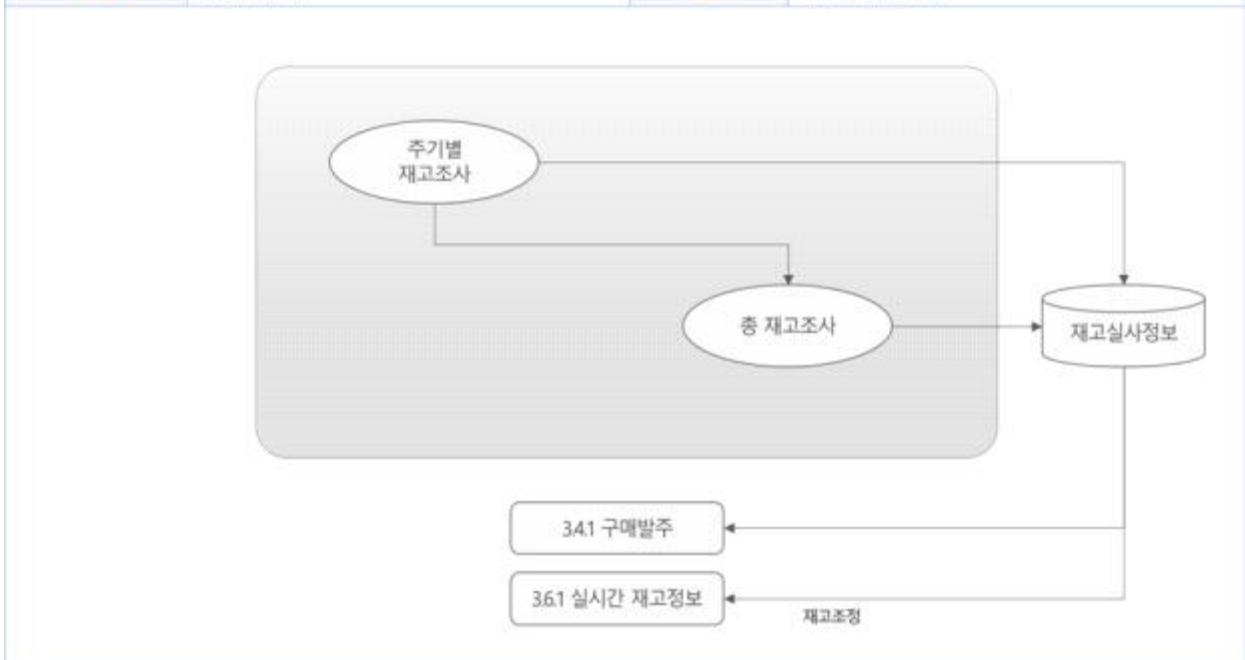 주기별
재고조사
총 재고조사
재고실사정보
3.4.1 구매발주
3.6.1 실시간 재고정보
재고조정